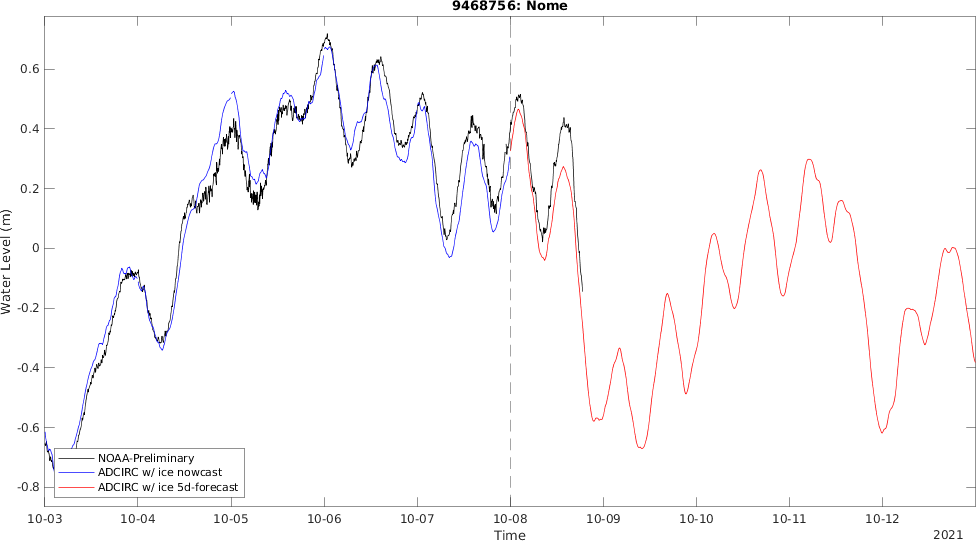 9468756: Nome
Water Level (m)
0.6
0.4
0.2
0
-0.2
-0.4
-0.6
-0.8
NOAA-Preliminary
ADCIRC w/ ice nowcast
ADCIRC w/ ice 5d-forecast
10-03 10-04 10-05 10-06 10-07 10-08 10-09 10-10 10-11 10-12
Time
2021